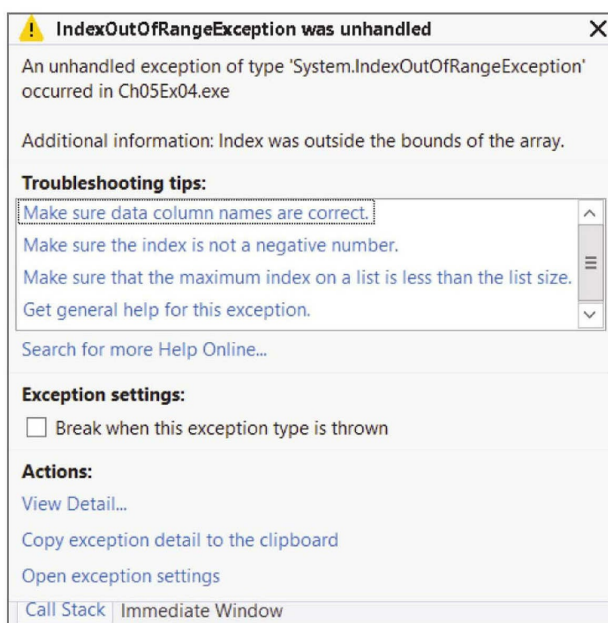 IndexOutOfRangeException was unhandled
An unhandled exception of type 'System.IndexOutOfRangeException'
occurred in Ch05Ex04.exe
Additional information: Index was outside the bounds of the array.
Troubleshooting tips:
Make sure data column names are correct.
Make sure the index is not a negative number.
Make sure that the maximum index on a list is less than the list size.
Get general help for this exception.
Search for more Help Online...
Exception settings:
Break when this exception type is thrown
Actions:
View Detail...
Copy exception detail to the clipboard
Open exception settings
Call Stack Immediate Window